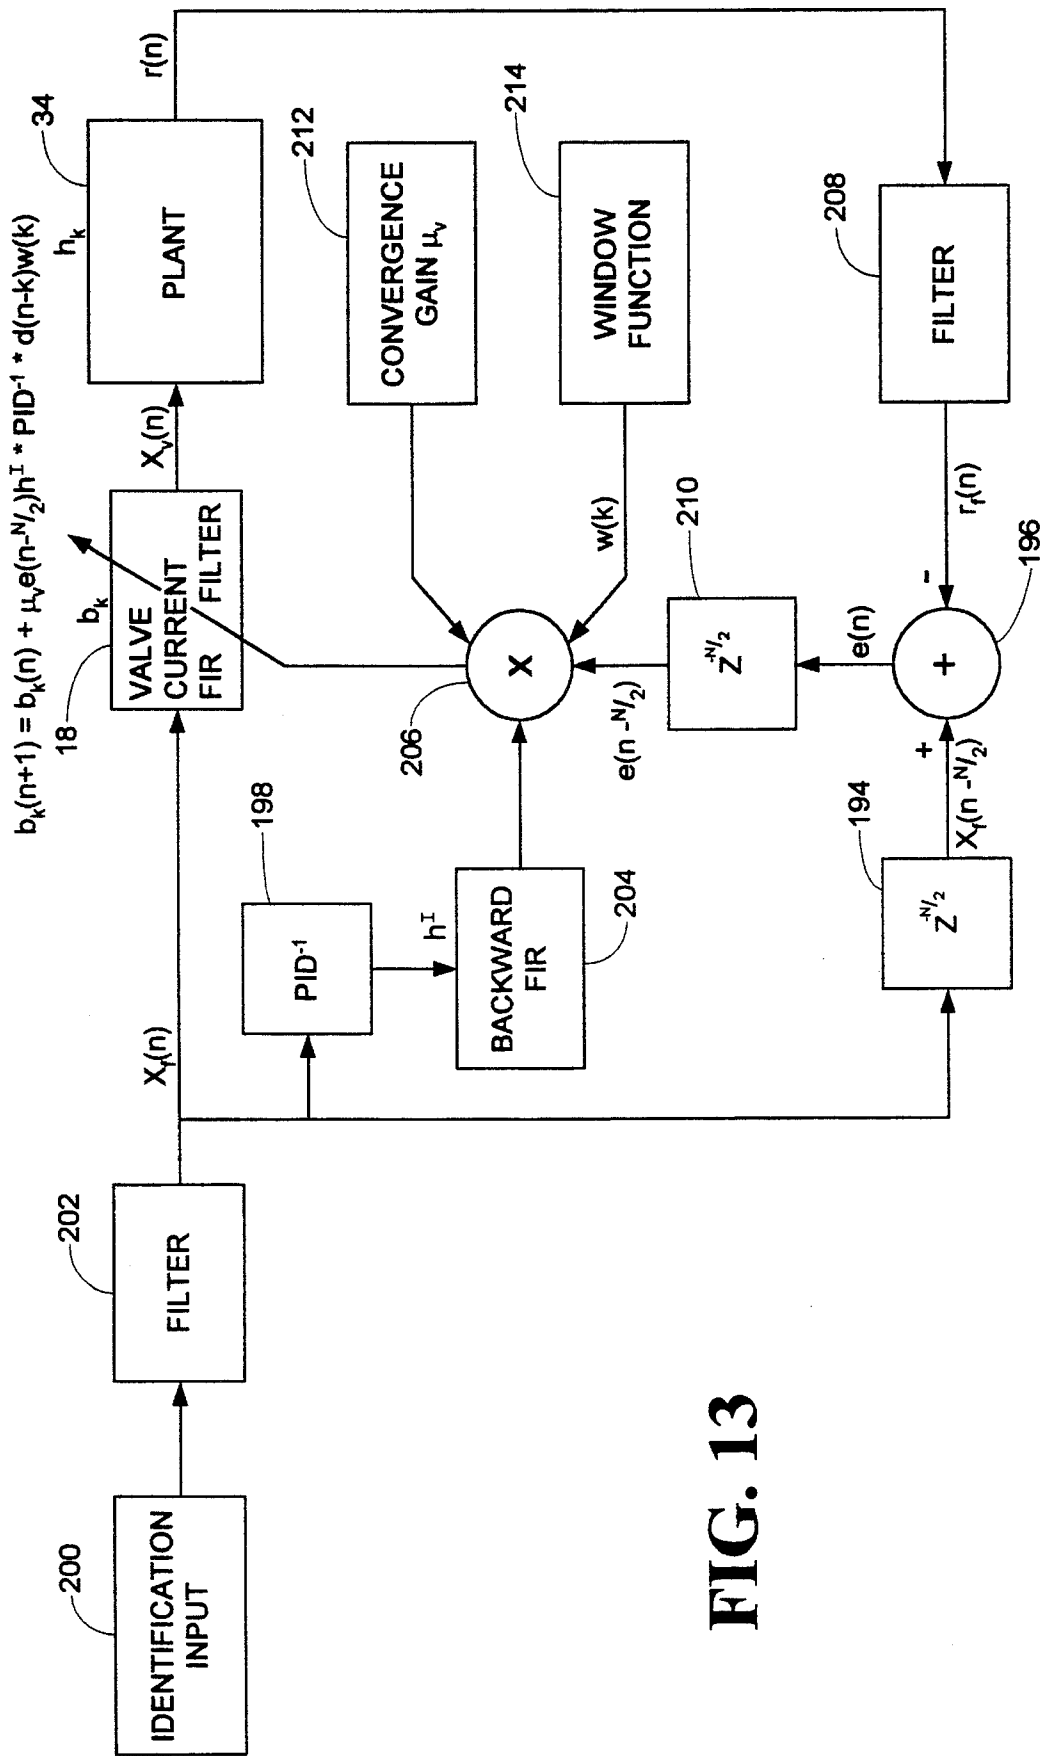 b_k(n+1) = b_k(n) + μ_v e(n-N/2)h^I * PID^-1 * d(n-k)w(k)
200
IDENTIFICATION
INPUT
202
FILTER
X_f(n)
18
b_k
VALVE
CURRENT
FIR FILTER
FILTER
X_v(n)
34
h_k
PLANT
r(n)
198
PID^-1
h^I
BACKWARD
FIR
204
206
X
212
CONVERGENCE
GAIN μ_v
214
WINDOW
FUNCTION
w(k)
e(n -N/2)
210
Z^-N/2
e(n)
194
Z^-N/2
X_f(n -N/2)
+
+
-
196
r_f(n)
208
FILTER
FIG. 13